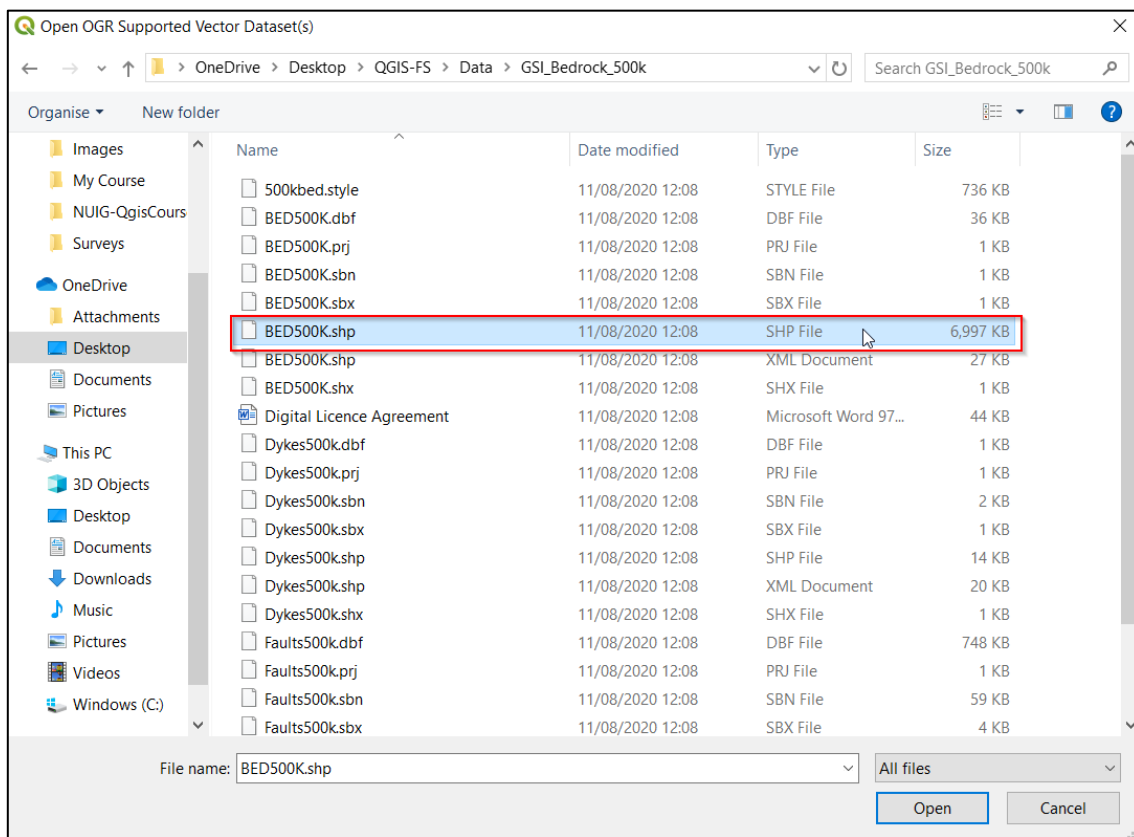 Open OGR Supported Vector Dataset(s)
OneDrive > Desktop > QGIS-FS > Data > GSI_Bedrock_500k
Search GSI_Bedrock_500k
Organise New folder
Images
My Course
NUIG-QgisCours
Surveys
OneDrive
Attachments
Desktop
Documents
Pictures
This PC
3D Objects
Desktop
Documents
Downloads
Music
Pictures
Videos
Windows (C:)
Name Date modified Type Size
500kbed.style 11/08/2020 12:08 STYLE File 736 KB
BED500K.dbf 11/08/2020 12:08 DBF File 36 KB
BED500K.prj 11/08/2020 12:08 PRJ File 1 KB
BED500K.sbn 11/08/2020 12:08 SBN File 1 KB
BED500K.sbx 11/08/2020 12:08 SBX File 1 KB
BED500K.shp 11/08/2020 12:08 SHP File 6,997 KB
BED500K.shp 11/08/2020 12:08 XML Document 27 KB
BED500K.shx 11/08/2020 12:08 SHX File 1 KB
Digital Licence Agreement 11/08/2020 12:08 Microsoft Word 97... 44 KB
Dykes500k.dbf 11/08/2020 12:08 DBF File 1 KB
Dykes500k.prj 11/08/2020 12:08 PRJ File 1 KB
Dykes500k.sbn 11/08/2020 12:08 SBN File 2 KB
Dykes500k.sbx 11/08/2020 12:08 SBX File 1 KB
Dykes500k.shp 11/08/2020 12:08 SHP File 14 KB
Dykes500k.shp 11/08/2020 12:08 XML Document 20 KB
Dykes500k.shx 11/08/2020 12:08 SHX File 1 KB
Faults500k.dbf 11/08/2020 12:08 DBF File 748 KB
Faults500k.prj 11/08/2020 12:08 PRJ File 1 KB
Faults500k.sbn 11/08/2020 12:08 SBN File 59 KB
Faults500k.sbx 11/08/2020 12:08 SBX File 4 KB
File name: BED500K.shp All files
Open Cancel